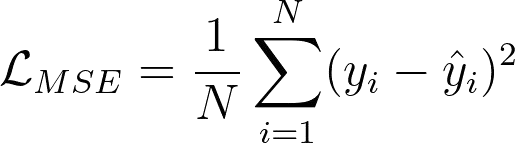 $\mathcal{L}_{MSE} = \frac{1}{N} \sum_{i=1}^{N} (y_i - \hat{y}_i)^2$